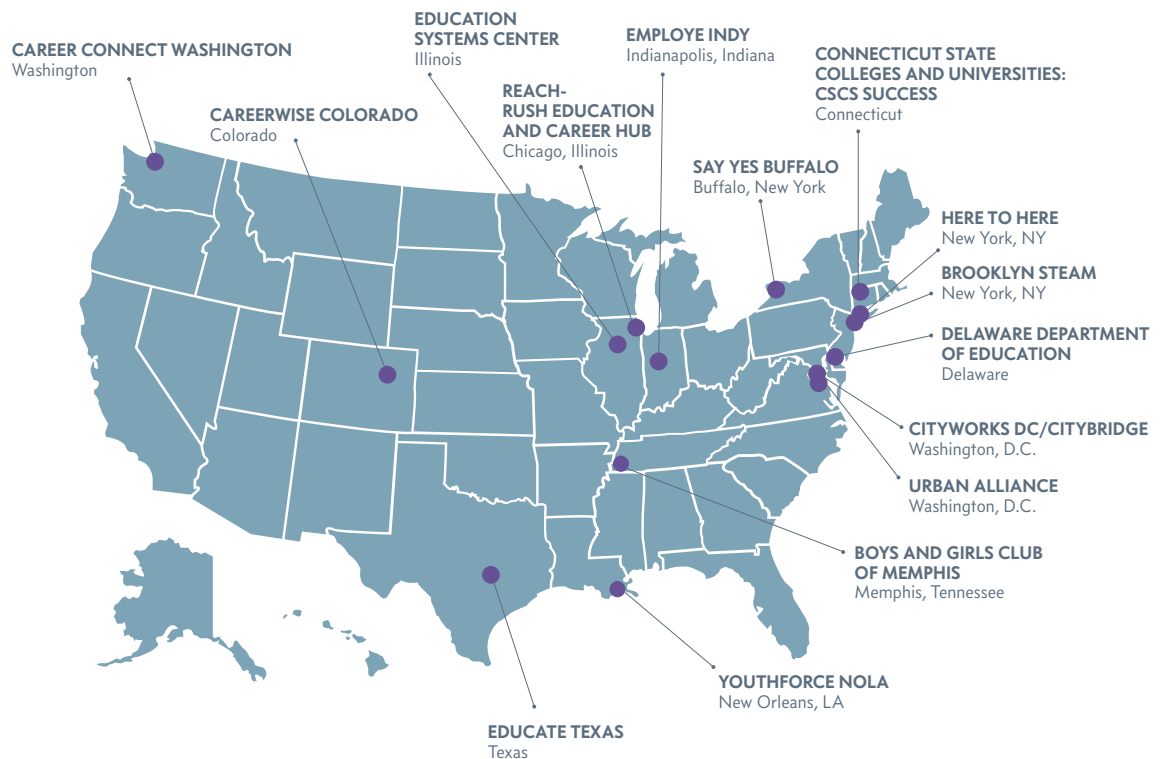 CAREER CONNECT WASHINGTON
Washington
CAREERWISE COLORADO
Colorado
EDUCATION
SYSTEMS CENTER
Illinois
REACH-
RUSH EDUCATION
AND CAREER HUB
Chicago, Illinois
EMPLOYE INDY
Indianapolis, Indiana
CONNECTICUT STATE
COLLEGES AND UNIVERSITIES:
CSCS SUCCESS
Connecticut
SAY YES BUFFALO
Buffalo, New York
HERE TO HERE
New York, NY
BROOKLYN STEAM
New York, NY
DELAWARE DEPARTMENT
OF EDUCATION
Delaware
CITYWORKS DC/CITYBRIDGE
Washington, D.C.
URBAN ALLIANCE
Washington, D.C.
BOYS AND GIRLS CLUB
OF MEMPHIS
Memphis, Tennessee
YOUTHFORCE NOLA
New Orleans, LA
EDUCATE TEXAS
Texas